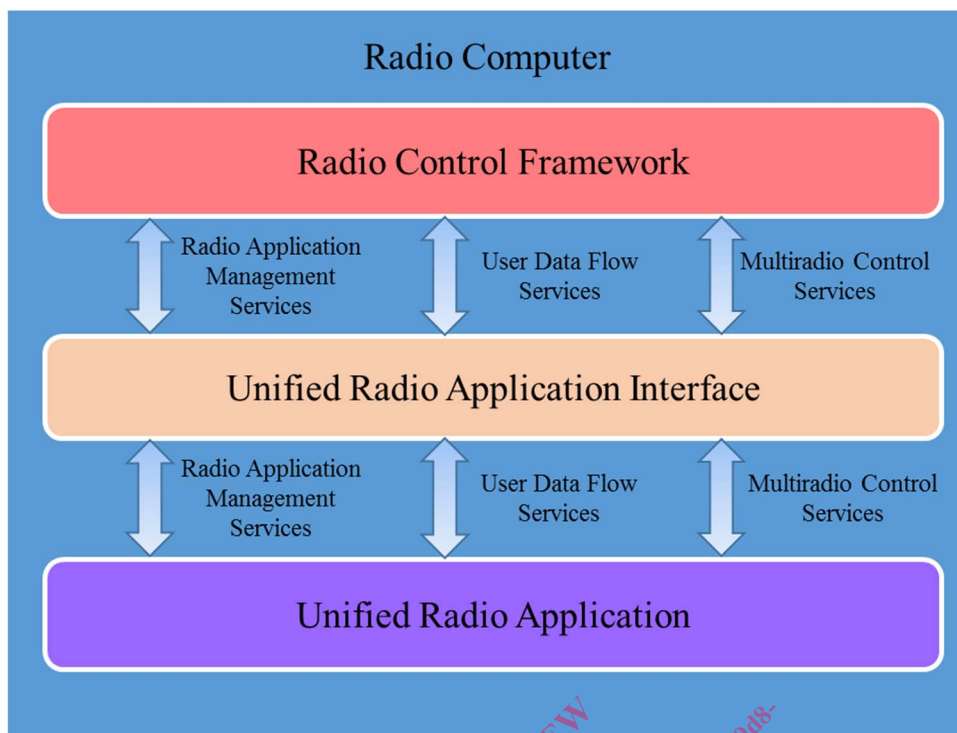 Radio Computer
Radio Control Framework
Radio Application
Management
Services
User Data Flow
Services
Multiradio Control
Services
Unified Radio Application Interface
Radio Application
Management
Services
User Data Flow
Services
Multiradio Control
Services
Unified Radio Application